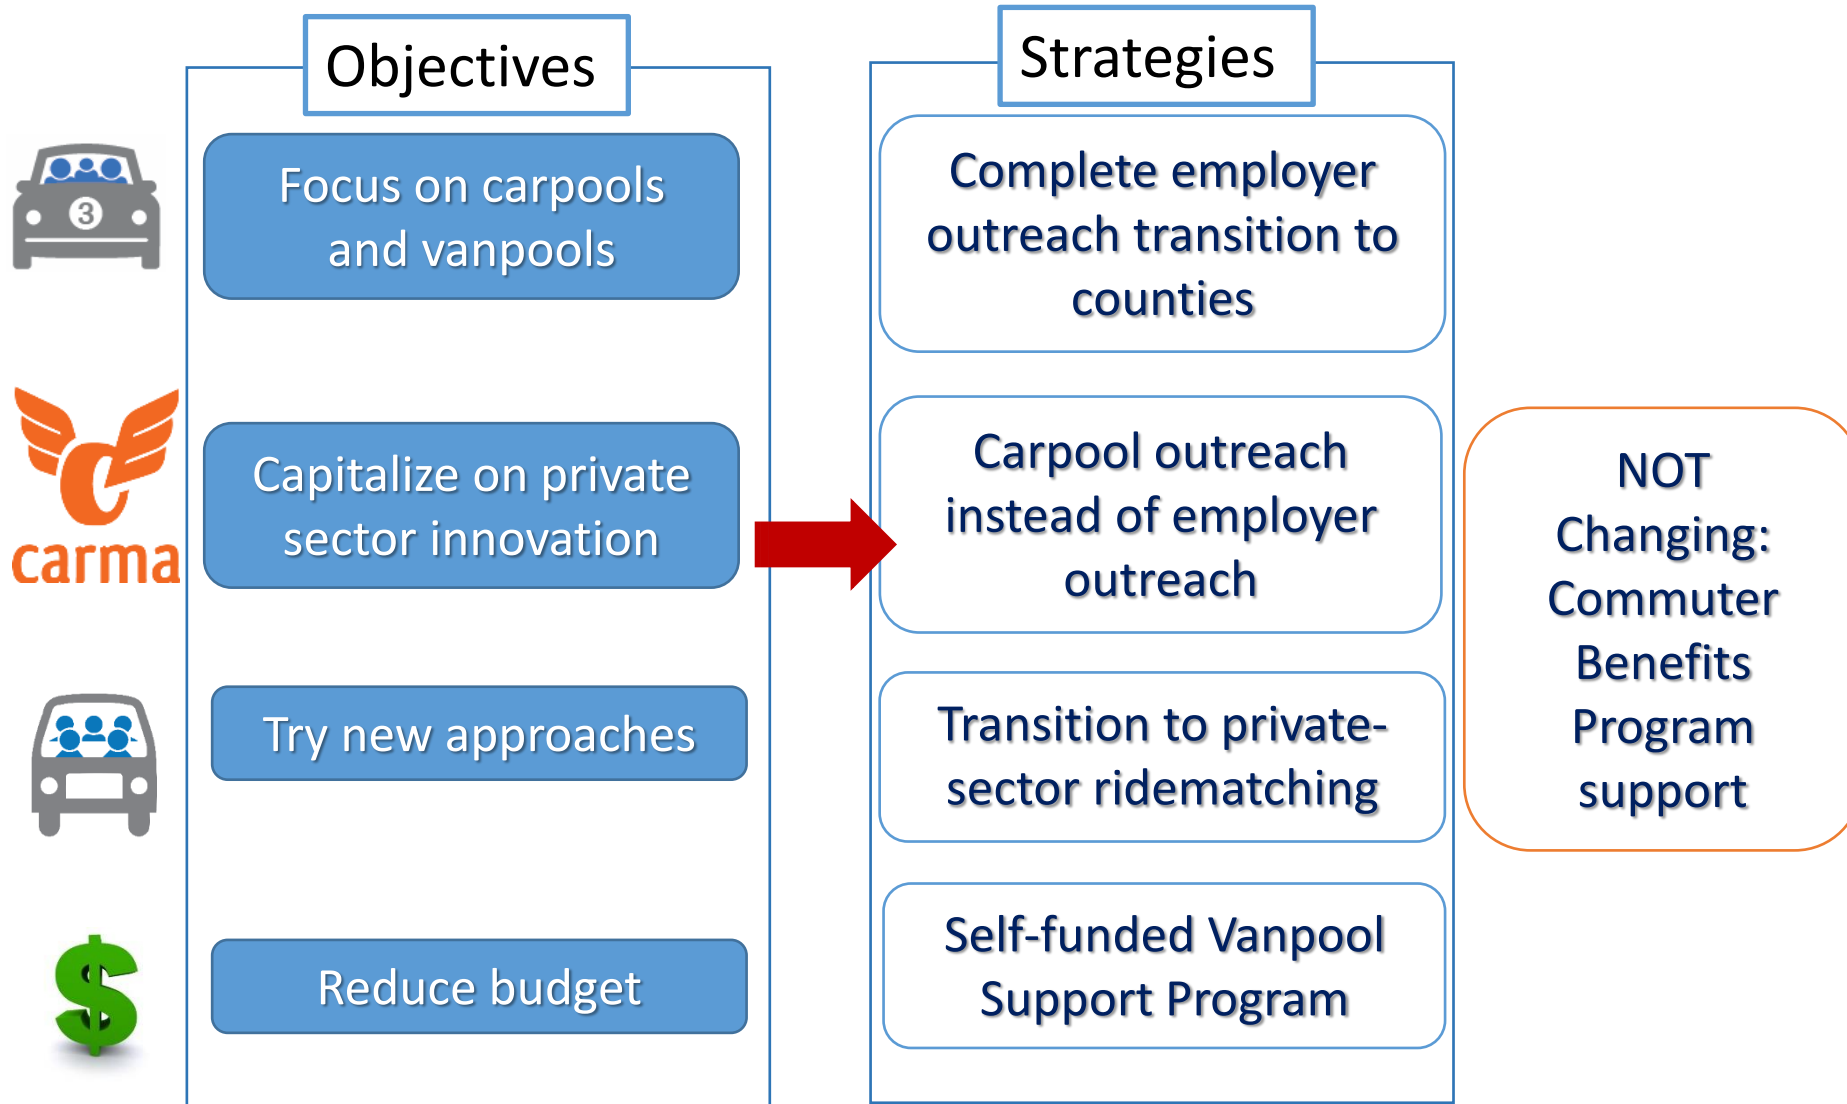 Objectives
Strategies
3
Focus on carpools
and vanpools
carma
Capitalize on private
sector innovation
Try new approaches
$
Reduce budget
Complete employer
outreach transition to
counties
Carpool outreach
instead of employer
outreach
Transition to private-
sector ridematching
Self-funded Vanpool
Support Program
NOT
Changing:
Commuter
Benefits
Program
support